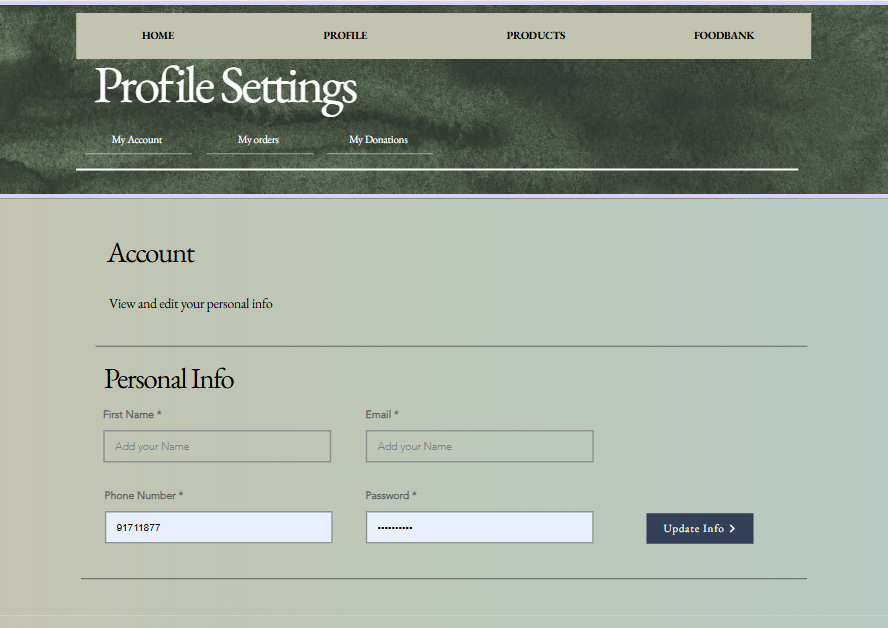 HOME PROFILE PRODUCTS FOODBANK
Profile Settings
My Account My orders My Donations
Account
View and edit your personal info
Personal Info
First Name * Email *
Add your Name Add your Name
Phone Number * Password *
91711877 ••••••••••
Update Info >